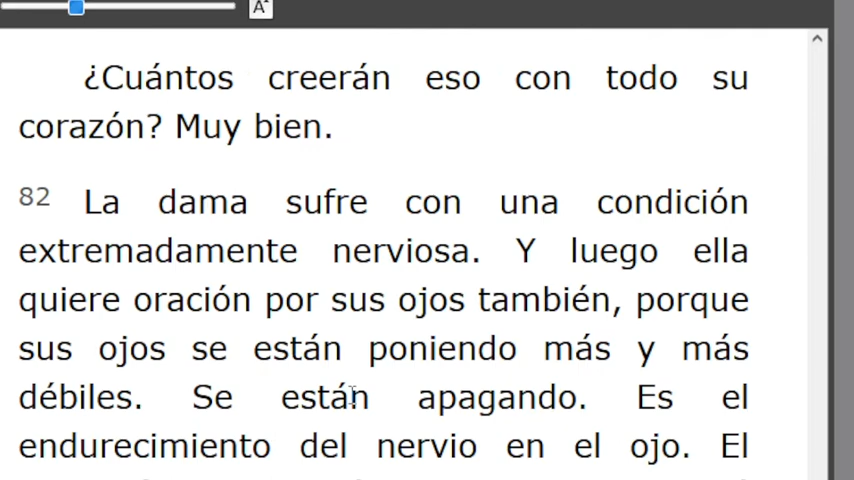 A
¿Cuántos creerán eso con todo su
corazón? Muy bien.
82 La dama sufre con una condición
extremadamente nerviosa. Y luego ella
quiere oración por sus ojos también, porque
sus ojos se están poniendo más y más
débiles. Se están apagando. Es el
endurecimiento del nervio en el ojo. El